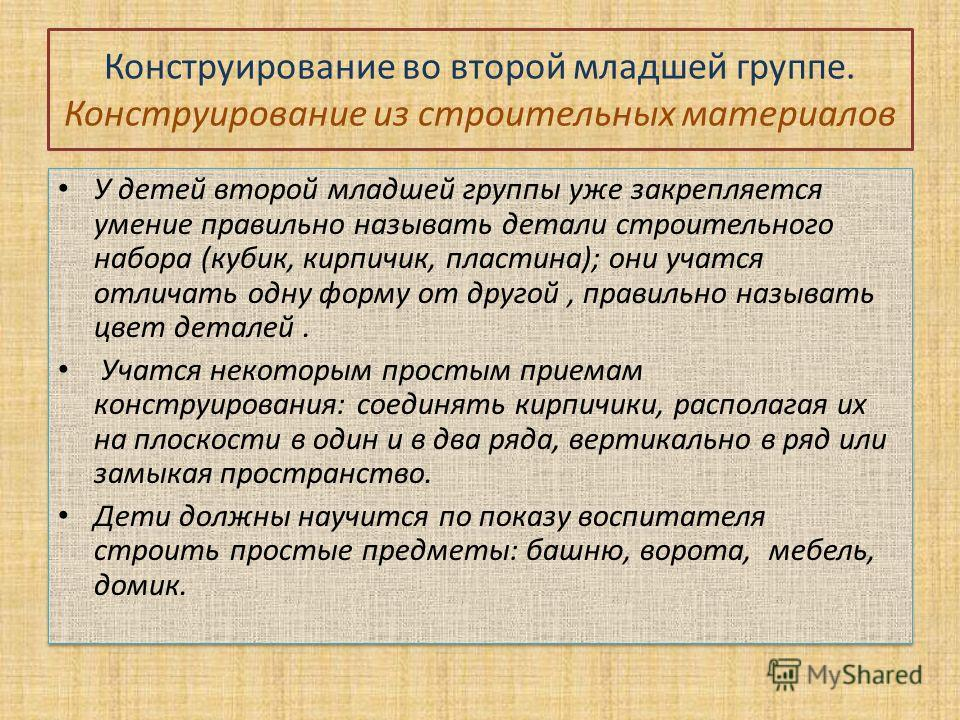 Конструирование во второй младшей группе.
Конструирование из строительных материалов
• У детей второй младшей группы уже закрепляется
умение правильно называть детали строительного
набора (кубик, кирпичик, пластина); они учатся
отличать одну форму от другой , правильно называть
цвет деталей .
• Учатся некоторым простым приемам
конструирования: соединять кирпичики, располагая их
на плоскости в один и в два ряда, вертикально в ряд или
замыкая пространство.
• Дети должны научится по показу воспитателя
строить простые предметы: башню, ворота, мебель,
домик.
MyShared